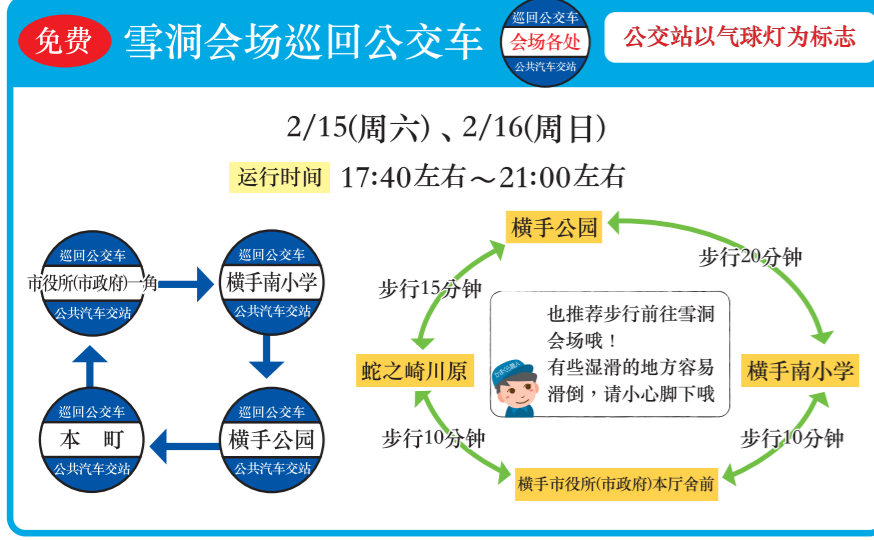 免费
雪洞会场巡回公交车
巡回公交车
会场各处
公共汽车交站
公交站以气球灯为标志
2/15(周六)、2/16(周日)
运行时间 17:40左右～21:00左右
巡回公交车
市役所(市政府)一角
公共汽车交站
巡回公交车
横手南小学
公共汽车交站
巡回公交车
本　町
公共汽车交站
巡回公交车
横手公园
公共汽车交站
横手公园
步行15分钟
步行20分钟
蛇之崎川原
横手南小学
也推荐步行前往雪洞
会场哦！
有些湿滑的地方容易
滑倒，请小心脚下哦
步行10分钟
步行10分钟
横手市役所(市政府)本厅舍前